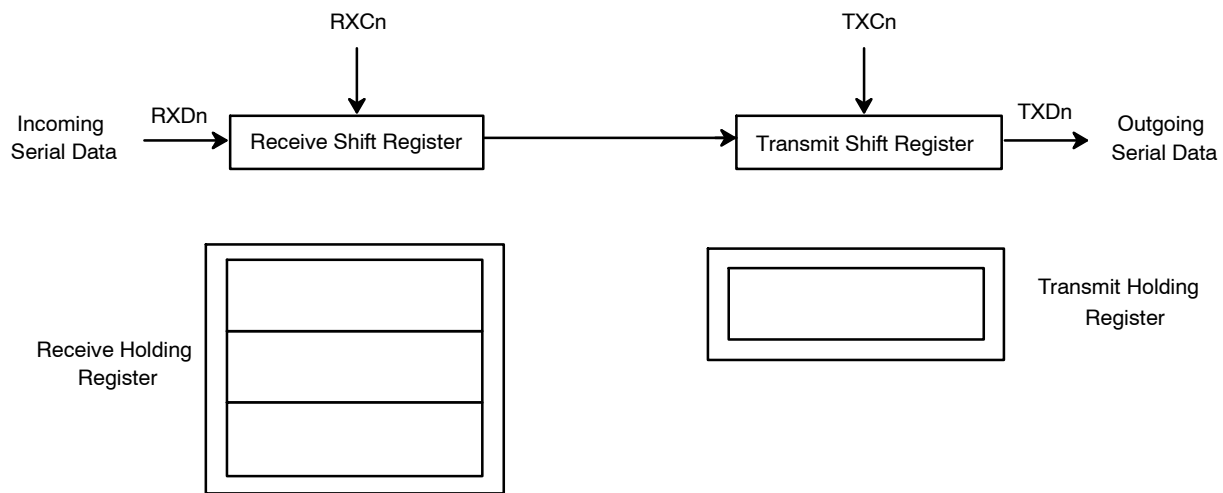 RXCn
TXCn
Incoming
Serial Data
RXDn
Receive Shift Register
Transmit Shift Register
TXDn
Outgoing
Serial Data
Receive Holding
Register
Transmit Holding
Register